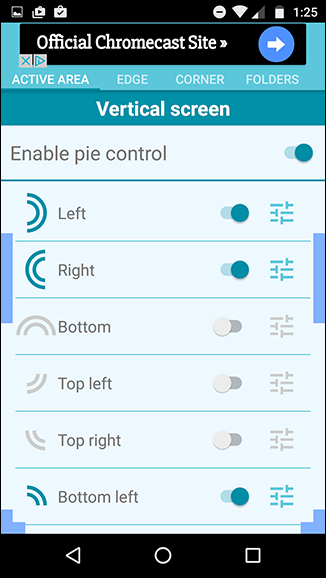 1:25
Official Chromecast Site »
ACTIVE AREA EDGE CORNER FOLDERS
Vertical screen
Enable pie control
Left
Right
Bottom
Top left
Top right
Bottom left